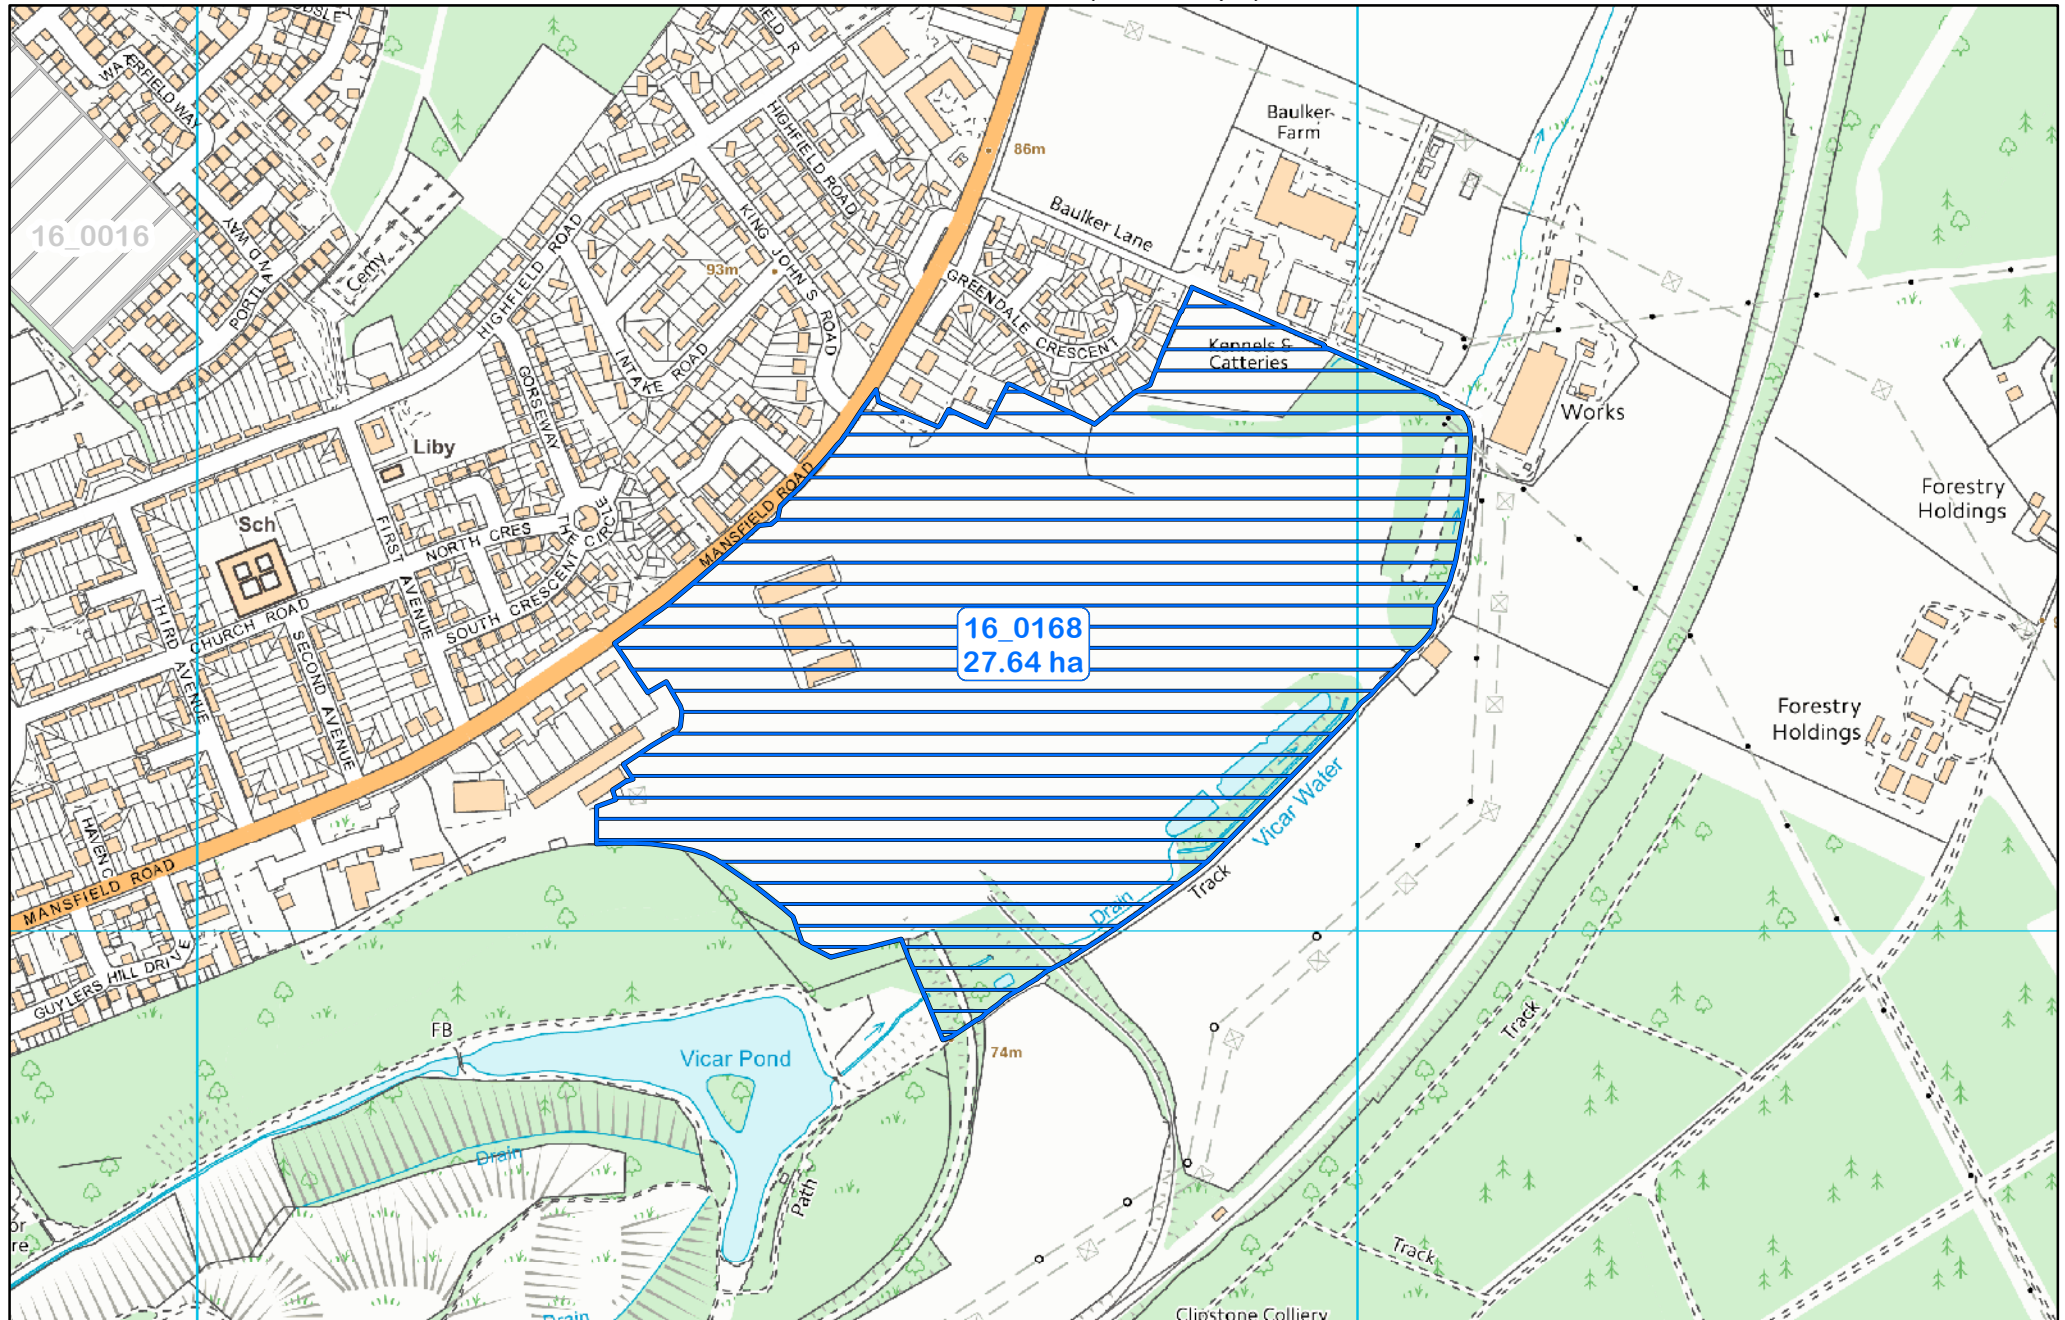 WATERFIELD WAY
HIGHFIELD ROAD
86m
Baulker
Farm
16_0016
PORTLAND WAY
Cemy
HIGHFIELD ROAD
93m
KING JOHN'S ROAD
Baulker Lane
GREENDALE
CRESCENT
INTAKE ROAD
GORSEWAY
Kennels &
Catteries
Works
Liby
MANSFIELD ROAD
Sch
FIRST AVENUE
NORTH CRES
THE CIRCLE
SOUTH CRESCENT
Forestry
Holdings
THIRD AVENUE
CHURCH ROAD
SECOND AVENUE
16_0168
27.64 ha
Forestry
Holdings
Vicar Water
HAVEN C
MANSFIELD ROAD
Track
Drain
GUYLERS HILL DRIVE
FB
Vicar Pond
74m
Track
Drain
Path
or
re
Track
Drain
Clipstone Colliery